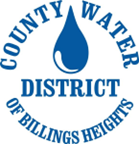 COUNTY WATER
DISTRICT
OF BILLINGS HEIGHTS